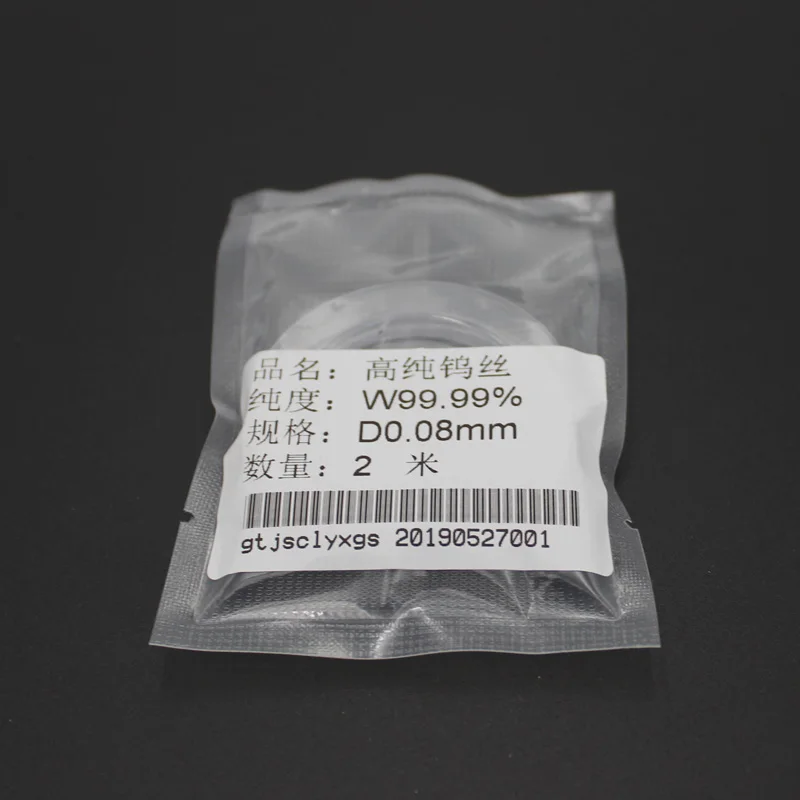 品名：高纯钨丝
纯度：W99.99%
规格：D0.08mm
数量：2 米
gtjsclyxgs 20190527001